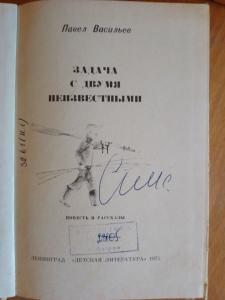 Павел Васильев
ЗАДАЧА
С ДВУМЯ
НЕИЗВЕСТНЫМИ
ПОВЕСТЬ И РАССКАЗЫ
ЛЕНИНГРАД «ДЕТСКАЯ ЛИТЕРАТУРА» 1975